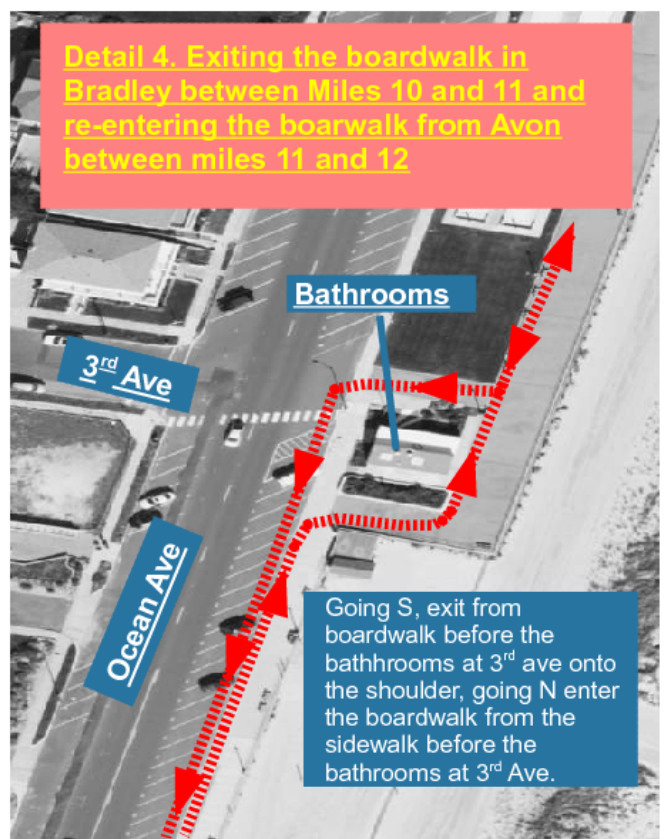 Detail 4. Exiting the boardwalk in
Bradley between Miles 10 and 11 and
re-entering the boarwalk from Avon
between miles 11 and 12
Bathrooms
3rd Ave
Ocean Ave
Going S, exit from
boardwalk before the
bathhrooms at 3rd ave onto
the shoulder, going N enter
the boardwalk from the
sidewalk before the
bathrooms at 3rd Ave.